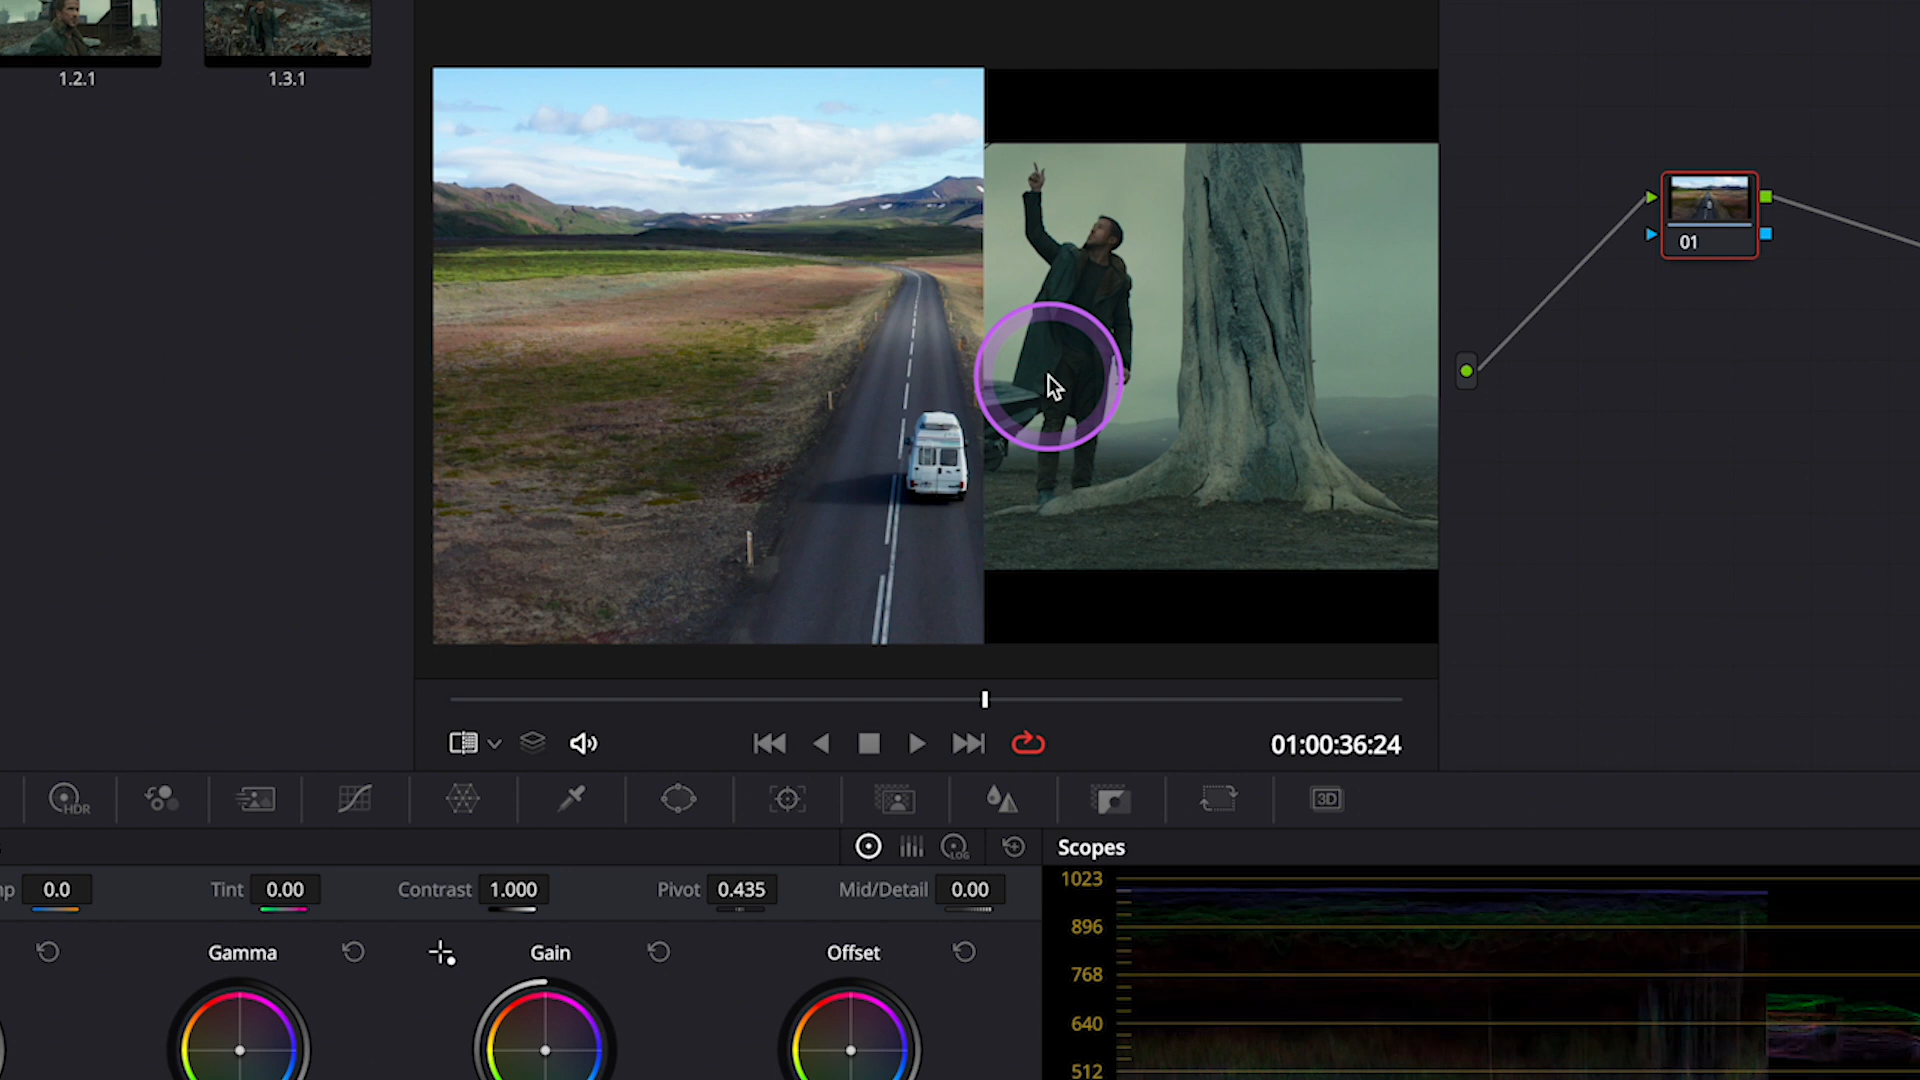 1.2.1
1.3.1
01
01:00:36:24
HDR
3D
LOG
Scopes
0.0
Tint 0.00
Contrast 1.000
Pivot 0.435
Mid/Detail 0.00
Gamma
Gain
Offset
1023
896
768
640
512